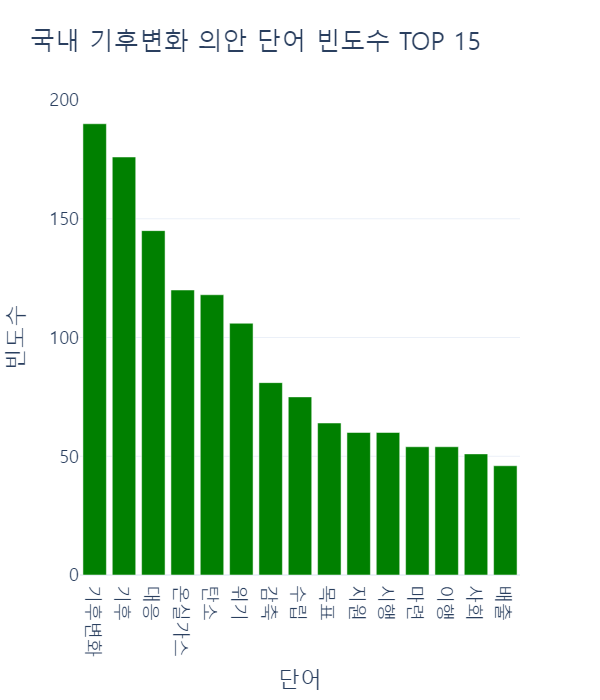 국내 기후변화 의안 단어 빈도수 TOP 15
빈도수
200
150
100
50
0
기후변화
기후
대응
온실가스
탄소
위기
감축
수립
목표
지원
시행
마련
이행
사회
배출
단어